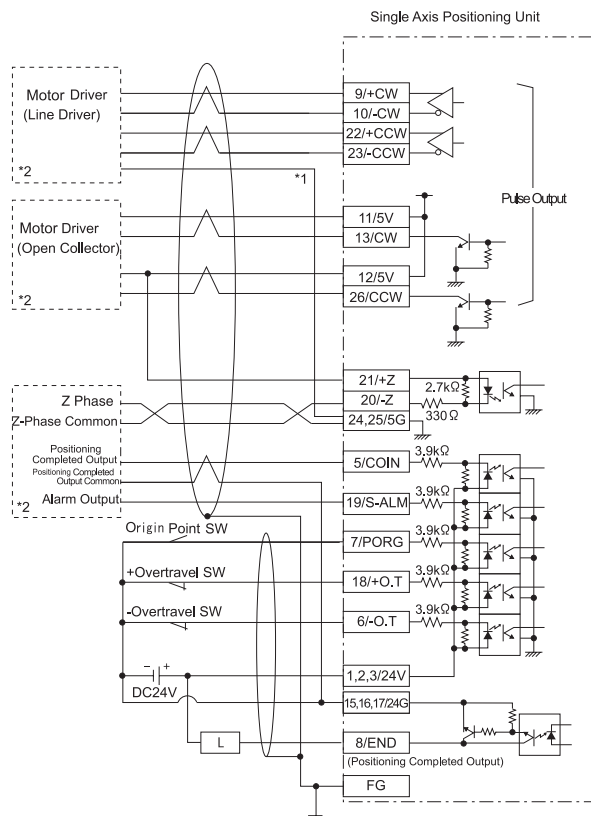 Single Axis Positioning Unit
Motor Driver
(Line Driver)
*2
*1
9/+CW
10/-CW
22/+CCW
23/-CCW
Pulse Output
Motor Driver
(Open Collector)
*2
11/5V
13/CW
12/5V
26/CCW
21/+Z
20/-Z
24,25/5G
2.7kΩ
330Ω
Z Phase
Z-Phase Common
Positioning
Completed Output
Positioning Completed
Output Common
*2
Alarm Output
5/COIN
3.9kΩ
19/S-ALM
3.9kΩ
Origin Point SW
7/PORG
3.9kΩ
+Overtravel SW
18/+O.T
3.9kΩ
-Overtravel SW
6/-O.T
3.9kΩ
− +
DC24V
1,2,3/24V
15,16,17/24G
L
8/END
(Positioning Completed Output)
FG